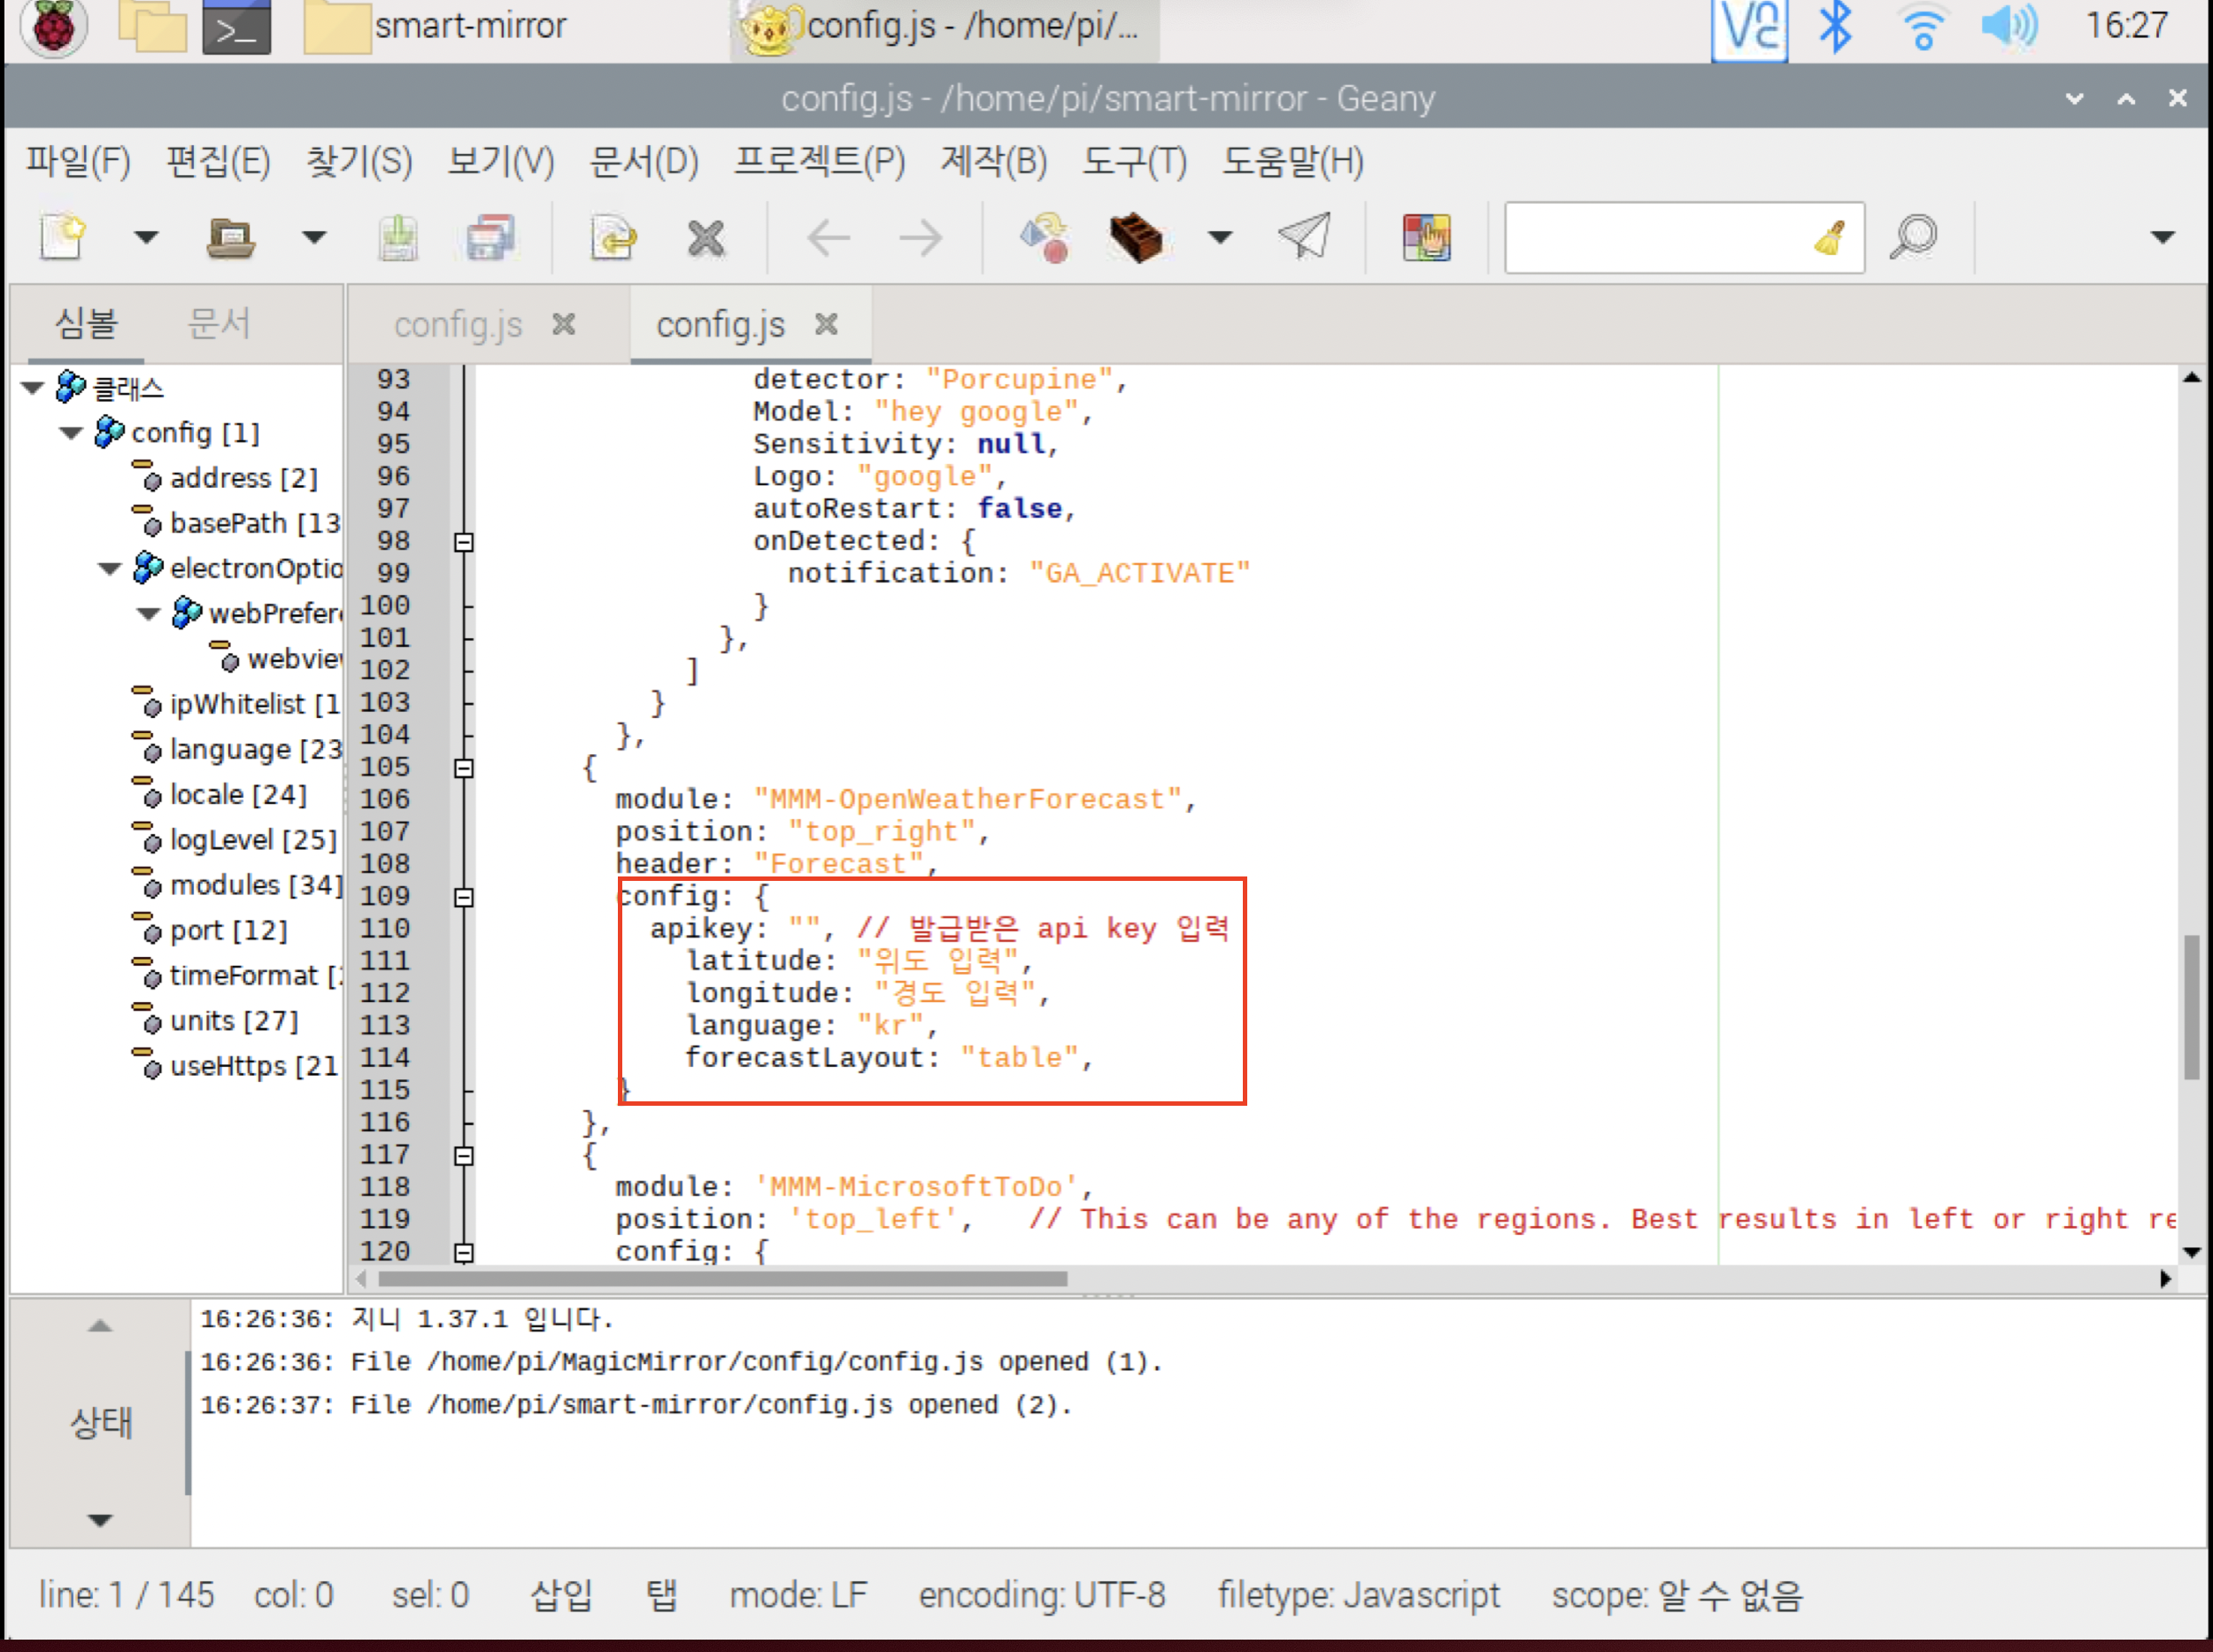 smart-mirror
config.js - /home/pi/...
16:27
config.js - /home/pi/smart-mirror - Geany
파일(F) 편집(E) 찾기(S) 보기(V) 문서(D) 프로젝트(P) 제작(B) 도구(T) 도움말(H)
심볼 문서
config.js config.js
클래스
config [1]
address [2]
basePath [13
electronOptio
webPrefer
webview
ipWhitelist [1
language [23
locale [24]
logLevel [25]
modules [34]
port [12]
timeFormat [
units [27]
useHttps [21
93 detector: "Porcupine",
94 Model: "hey google",
95 Sensitivity: null,
96 Logo: "google",
97 autoRestart: false,
98 onDetected: {
99 notification: "GA_ACTIVATE"
100 }
101 },
102 ]
103 }
104 },
105 {
106 module: "MMM-OpenWeatherForecast",
107 position: "top_right",
108 header: "Forecast",
109 config: {
110 apikey: "", // 발급받은 api key 입력
111 latitude: "위도 입력",
112 longitude: "경도 입력",
113 language: "kr",
114 forecastLayout: "table",
115 }
116 },
117 {
118 module: 'MMM-MicrosoftToDo',
119 position: 'top_left', // This can be any of the regions. Best results in left or right re
120 config: {
상태
16:26:36: 지니 1.37.1 입니다.
16:26:36: File /home/pi/MagicMirror/config/config.js opened (1).
16:26:37: File /home/pi/smart-mirror/config.js opened (2).
line: 1 / 145 col: 0 sel: 0 삽입 탭 mode: LF encoding: UTF-8 filetype: Javascript scope: 알 수 없음